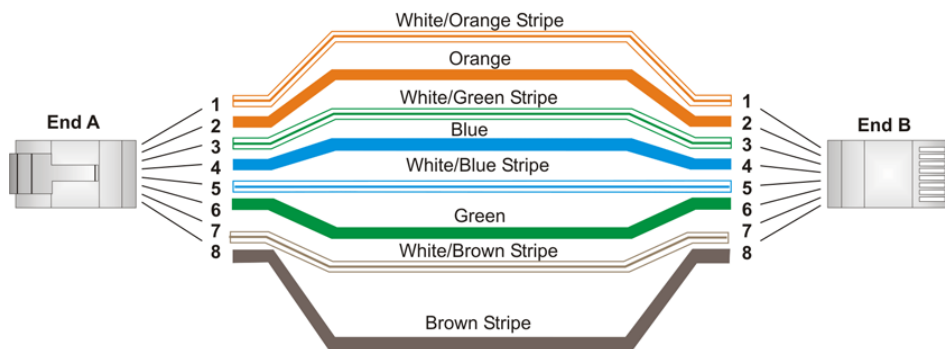 White/Orange Stripe
Orange
White/Green Stripe
Blue
White/Blue Stripe
Green
White/Brown Stripe
Brown Stripe
End A
1
2
3
4
5
6
7
8
End B
1
2
3
4
5
6
7
8